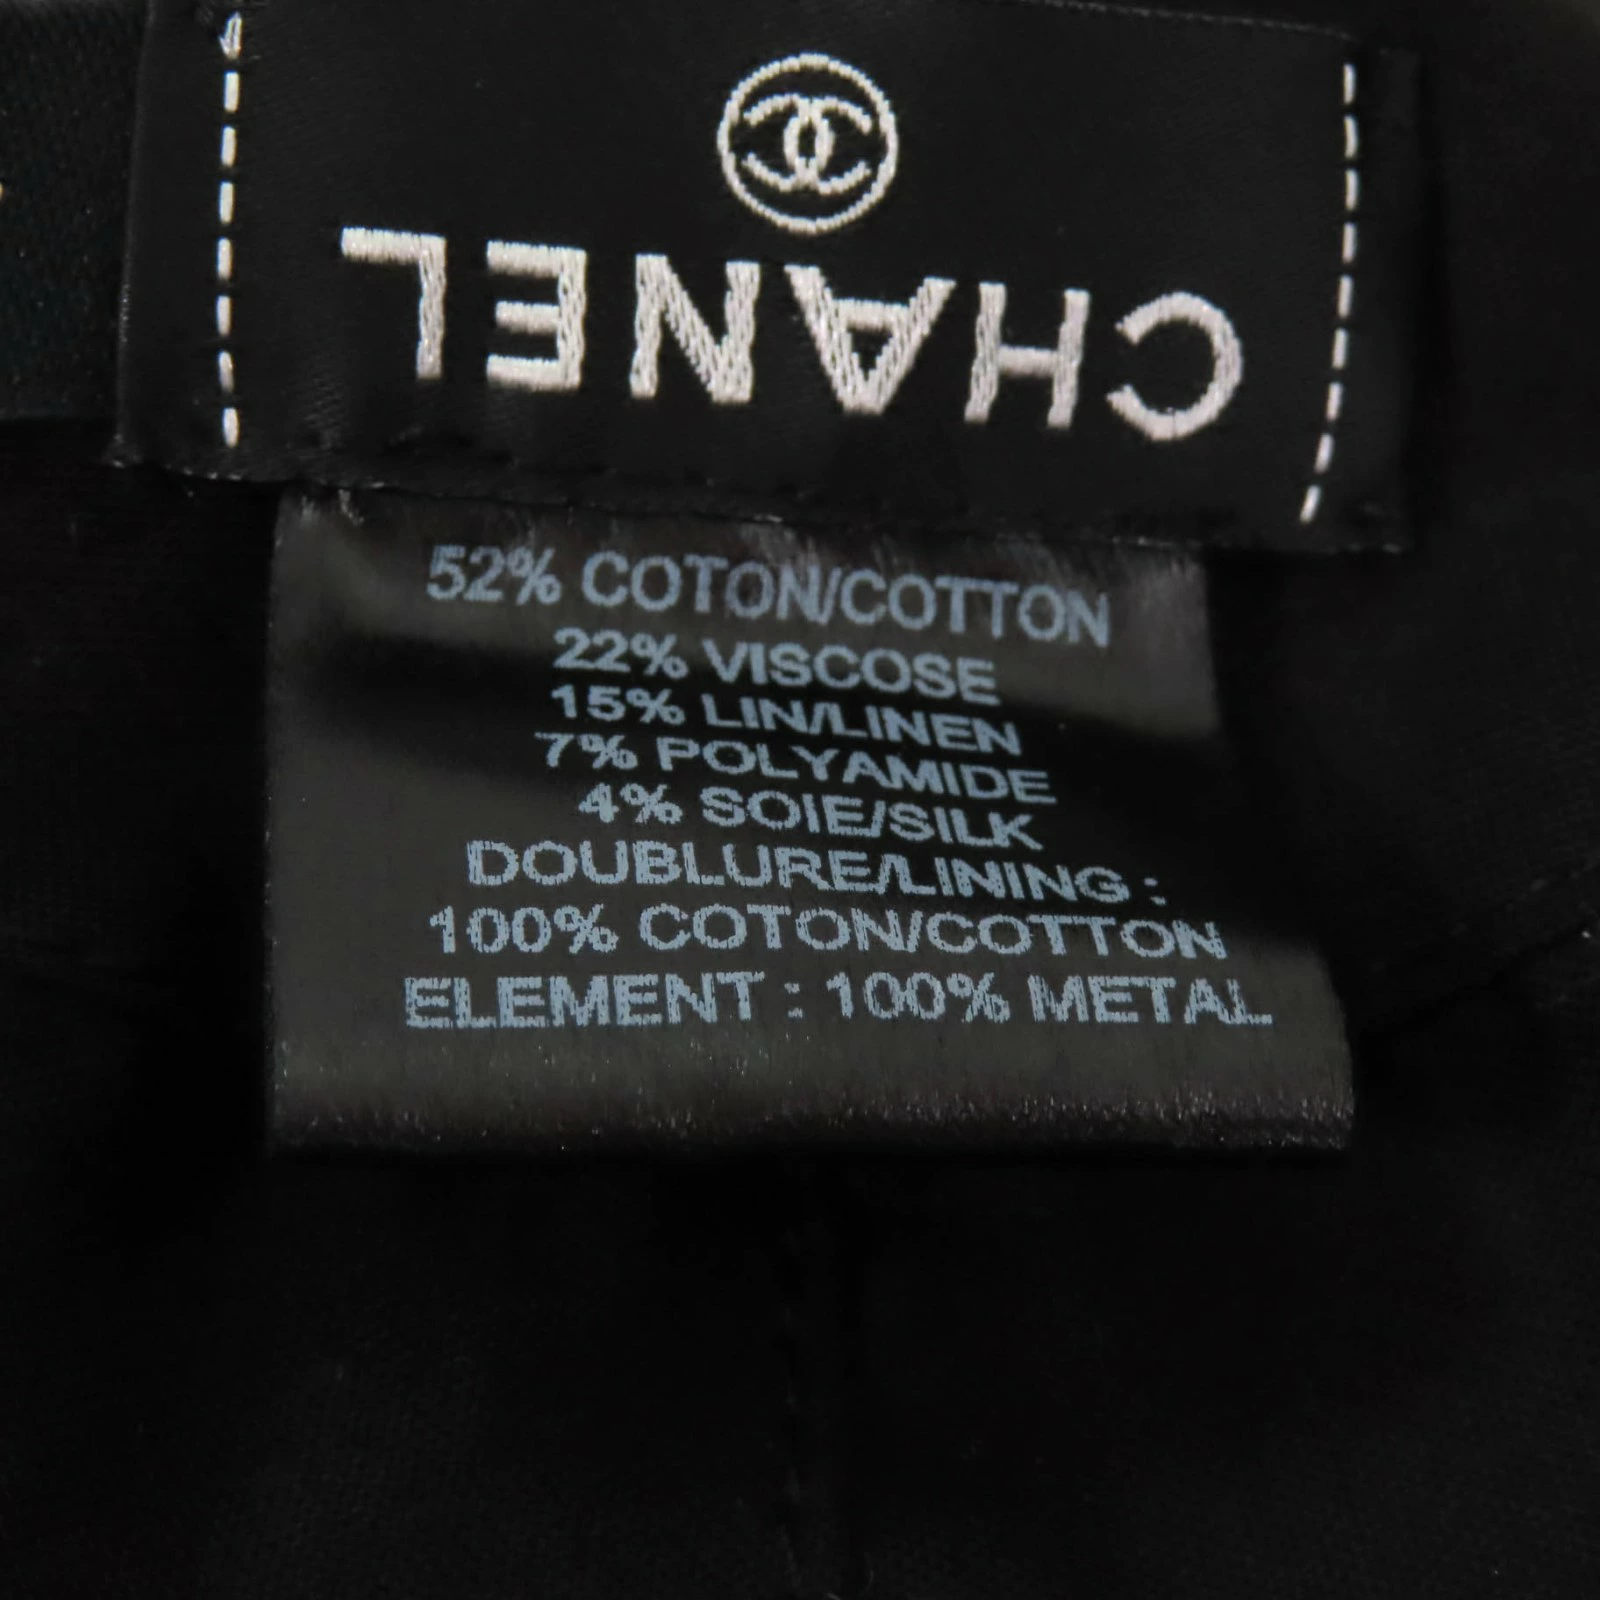 CHANEL
52% COTON/COTTON
22% VISCOSE
15% LIN/LINEN
7% POLYAMIDE
4% SOIE/SILK
DOUBLURE/LINING :
100% COTON/COTTON
ELEMENT : 100% METAL